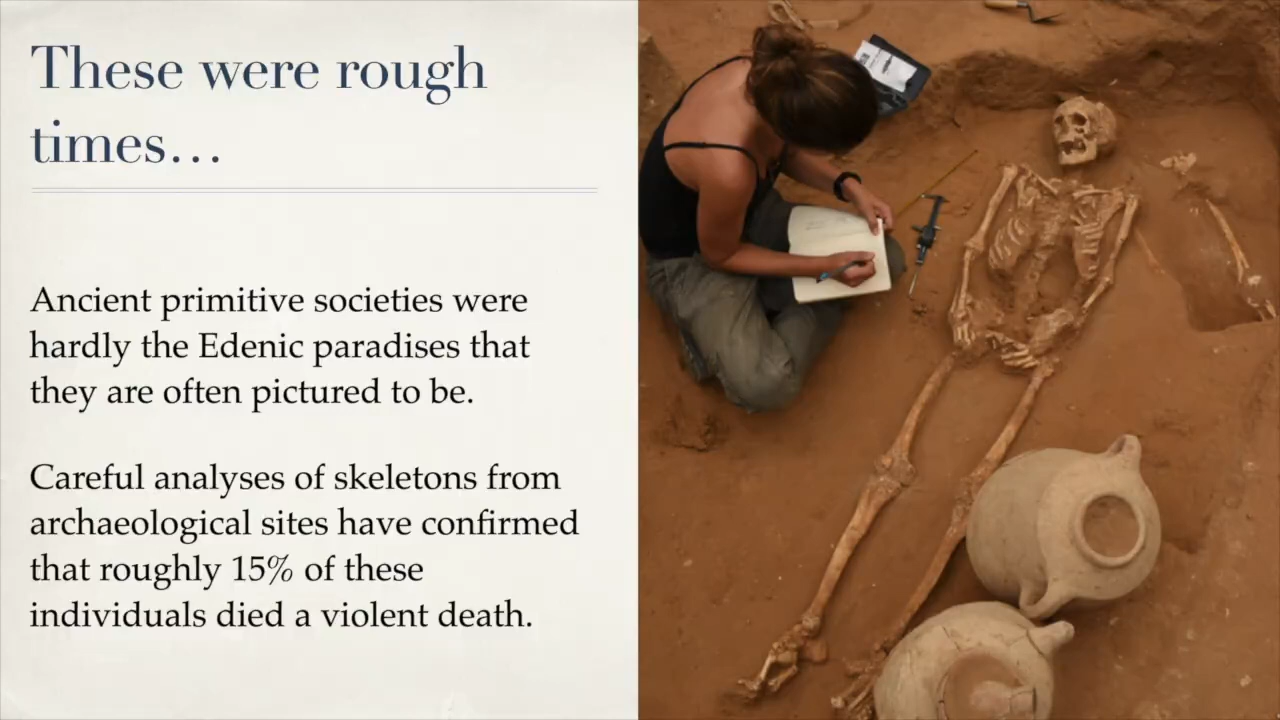 These were rough
times…
Ancient primitive societies were
hardly the Edenic paradises that
they are often pictured to be.
Careful analyses of skeletons from
archaeological sites have confirmed
that roughly 15% of these
individuals died a violent death.